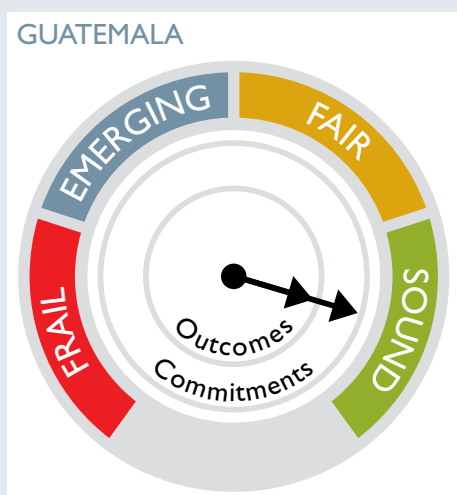 GUATEMALA
EMERGING
FAIR
FRAIL
SOUND
Outcomes
Commitments